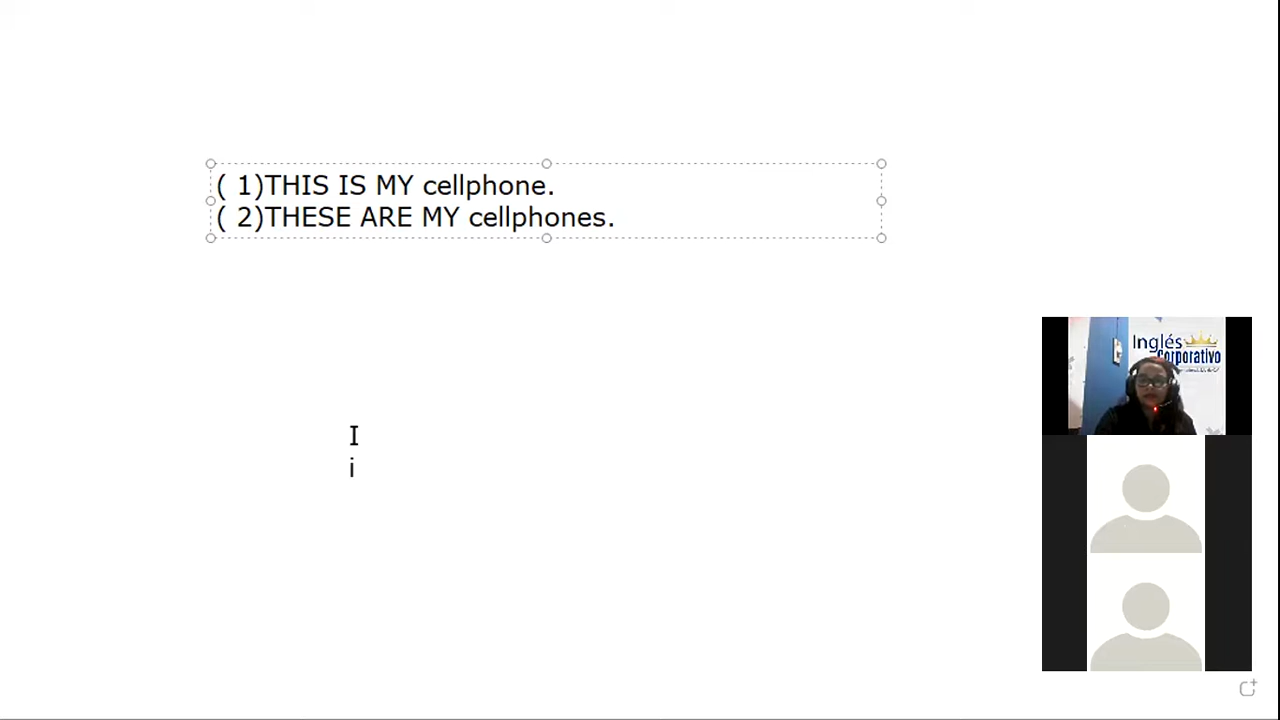 ( 1)THIS IS MY cellphone.
( 2)THESE ARE MY cellphones.
I
i
Inglés
Corporativo